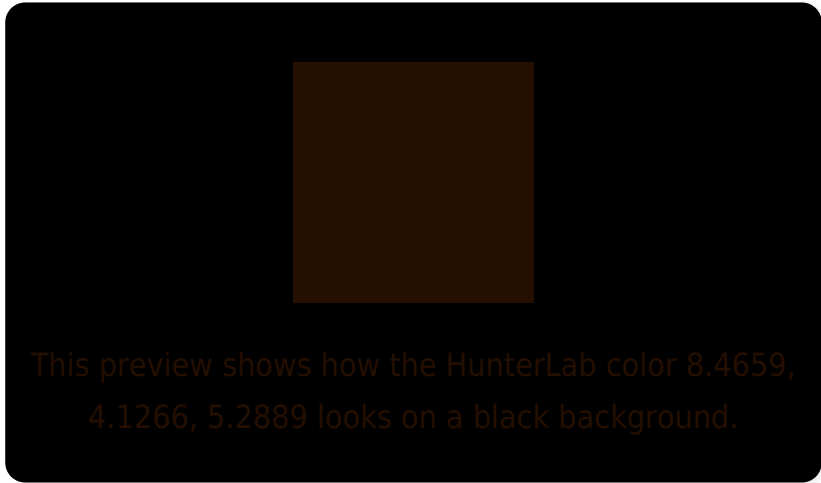 This preview shows how the HunterLab color 8.4659,
4.1266, 5.2889 looks on a black background.